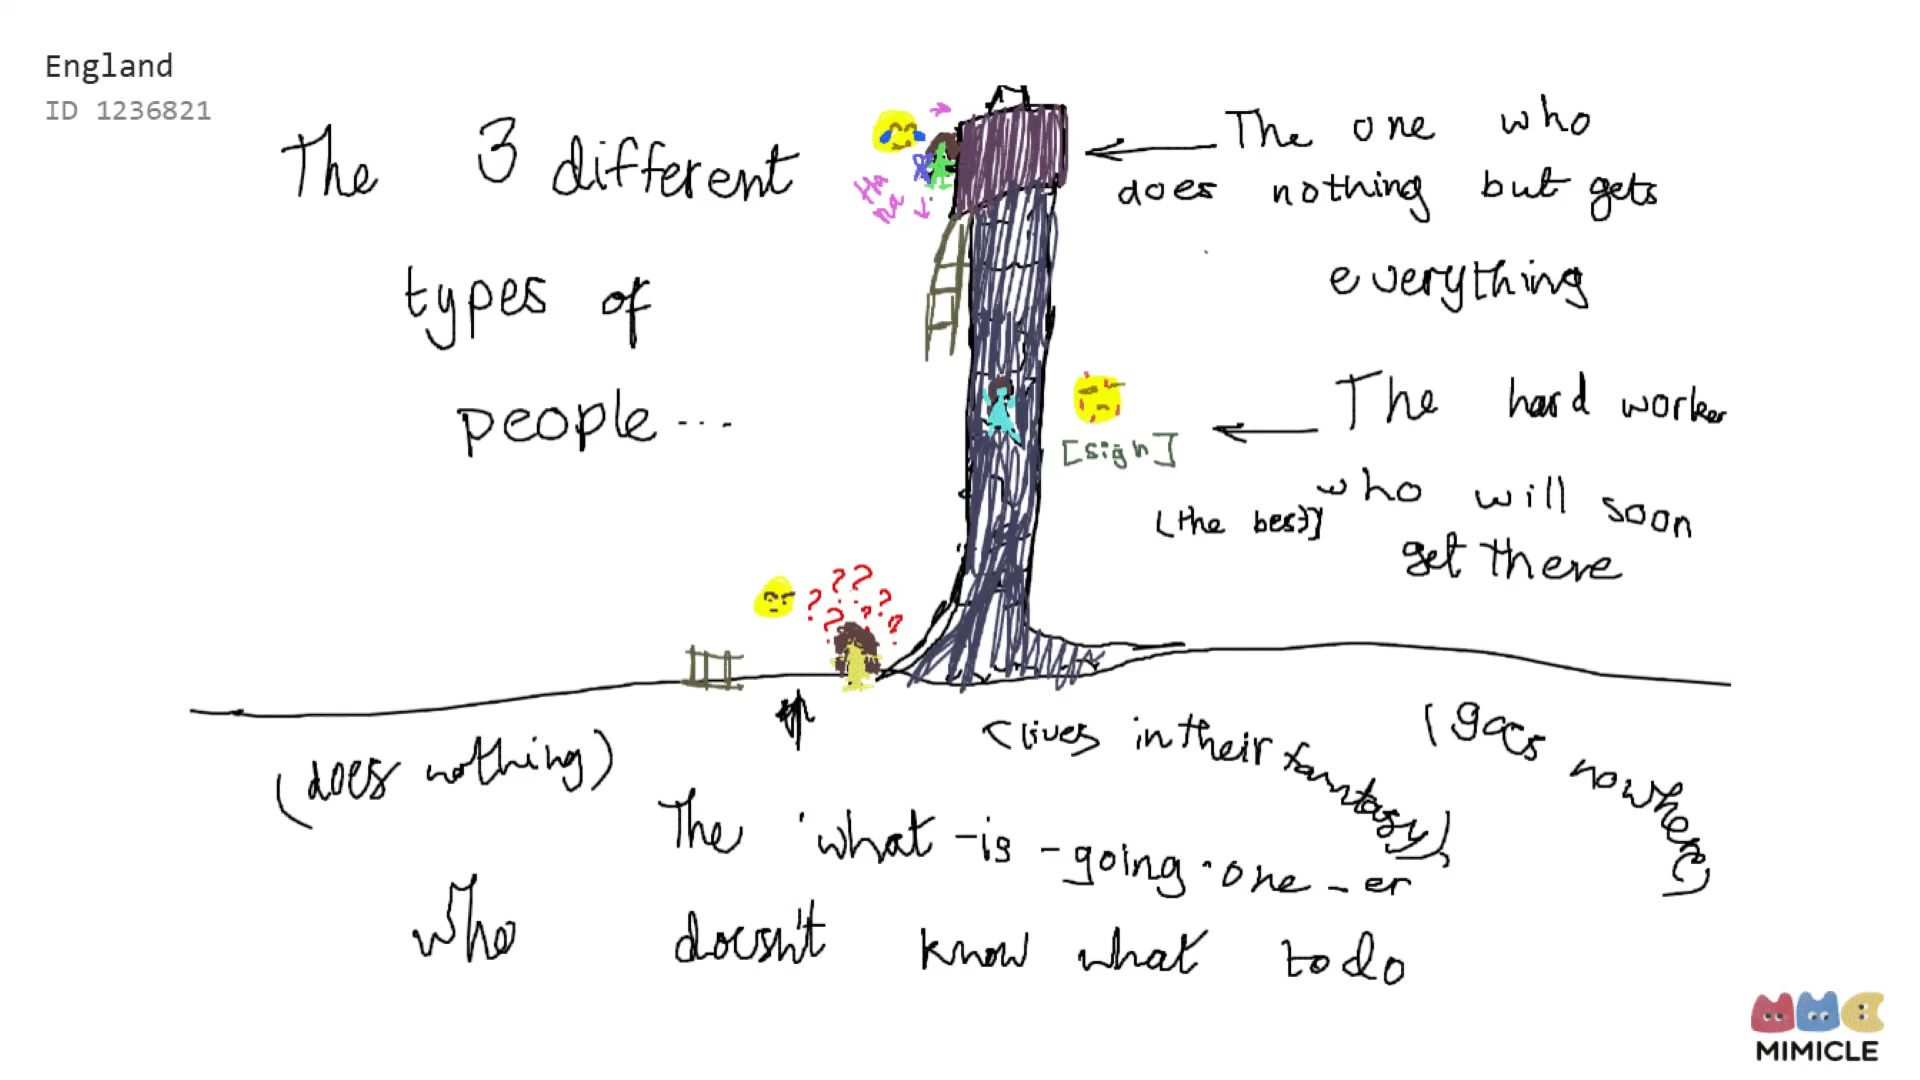 England
ID 1236821
The 3 different
types of
people...
Ha
Ha
The one who
does nothing but gets
everything
The hard worker
[sigh]
who will soon
(the best)
get there
? ? ? ? ? ? ?
(does nothing)
(lives in their fantasy)
(goes nowhere)
The 'what-is-going-one-er
who doesn't know what to do
MIMICLE